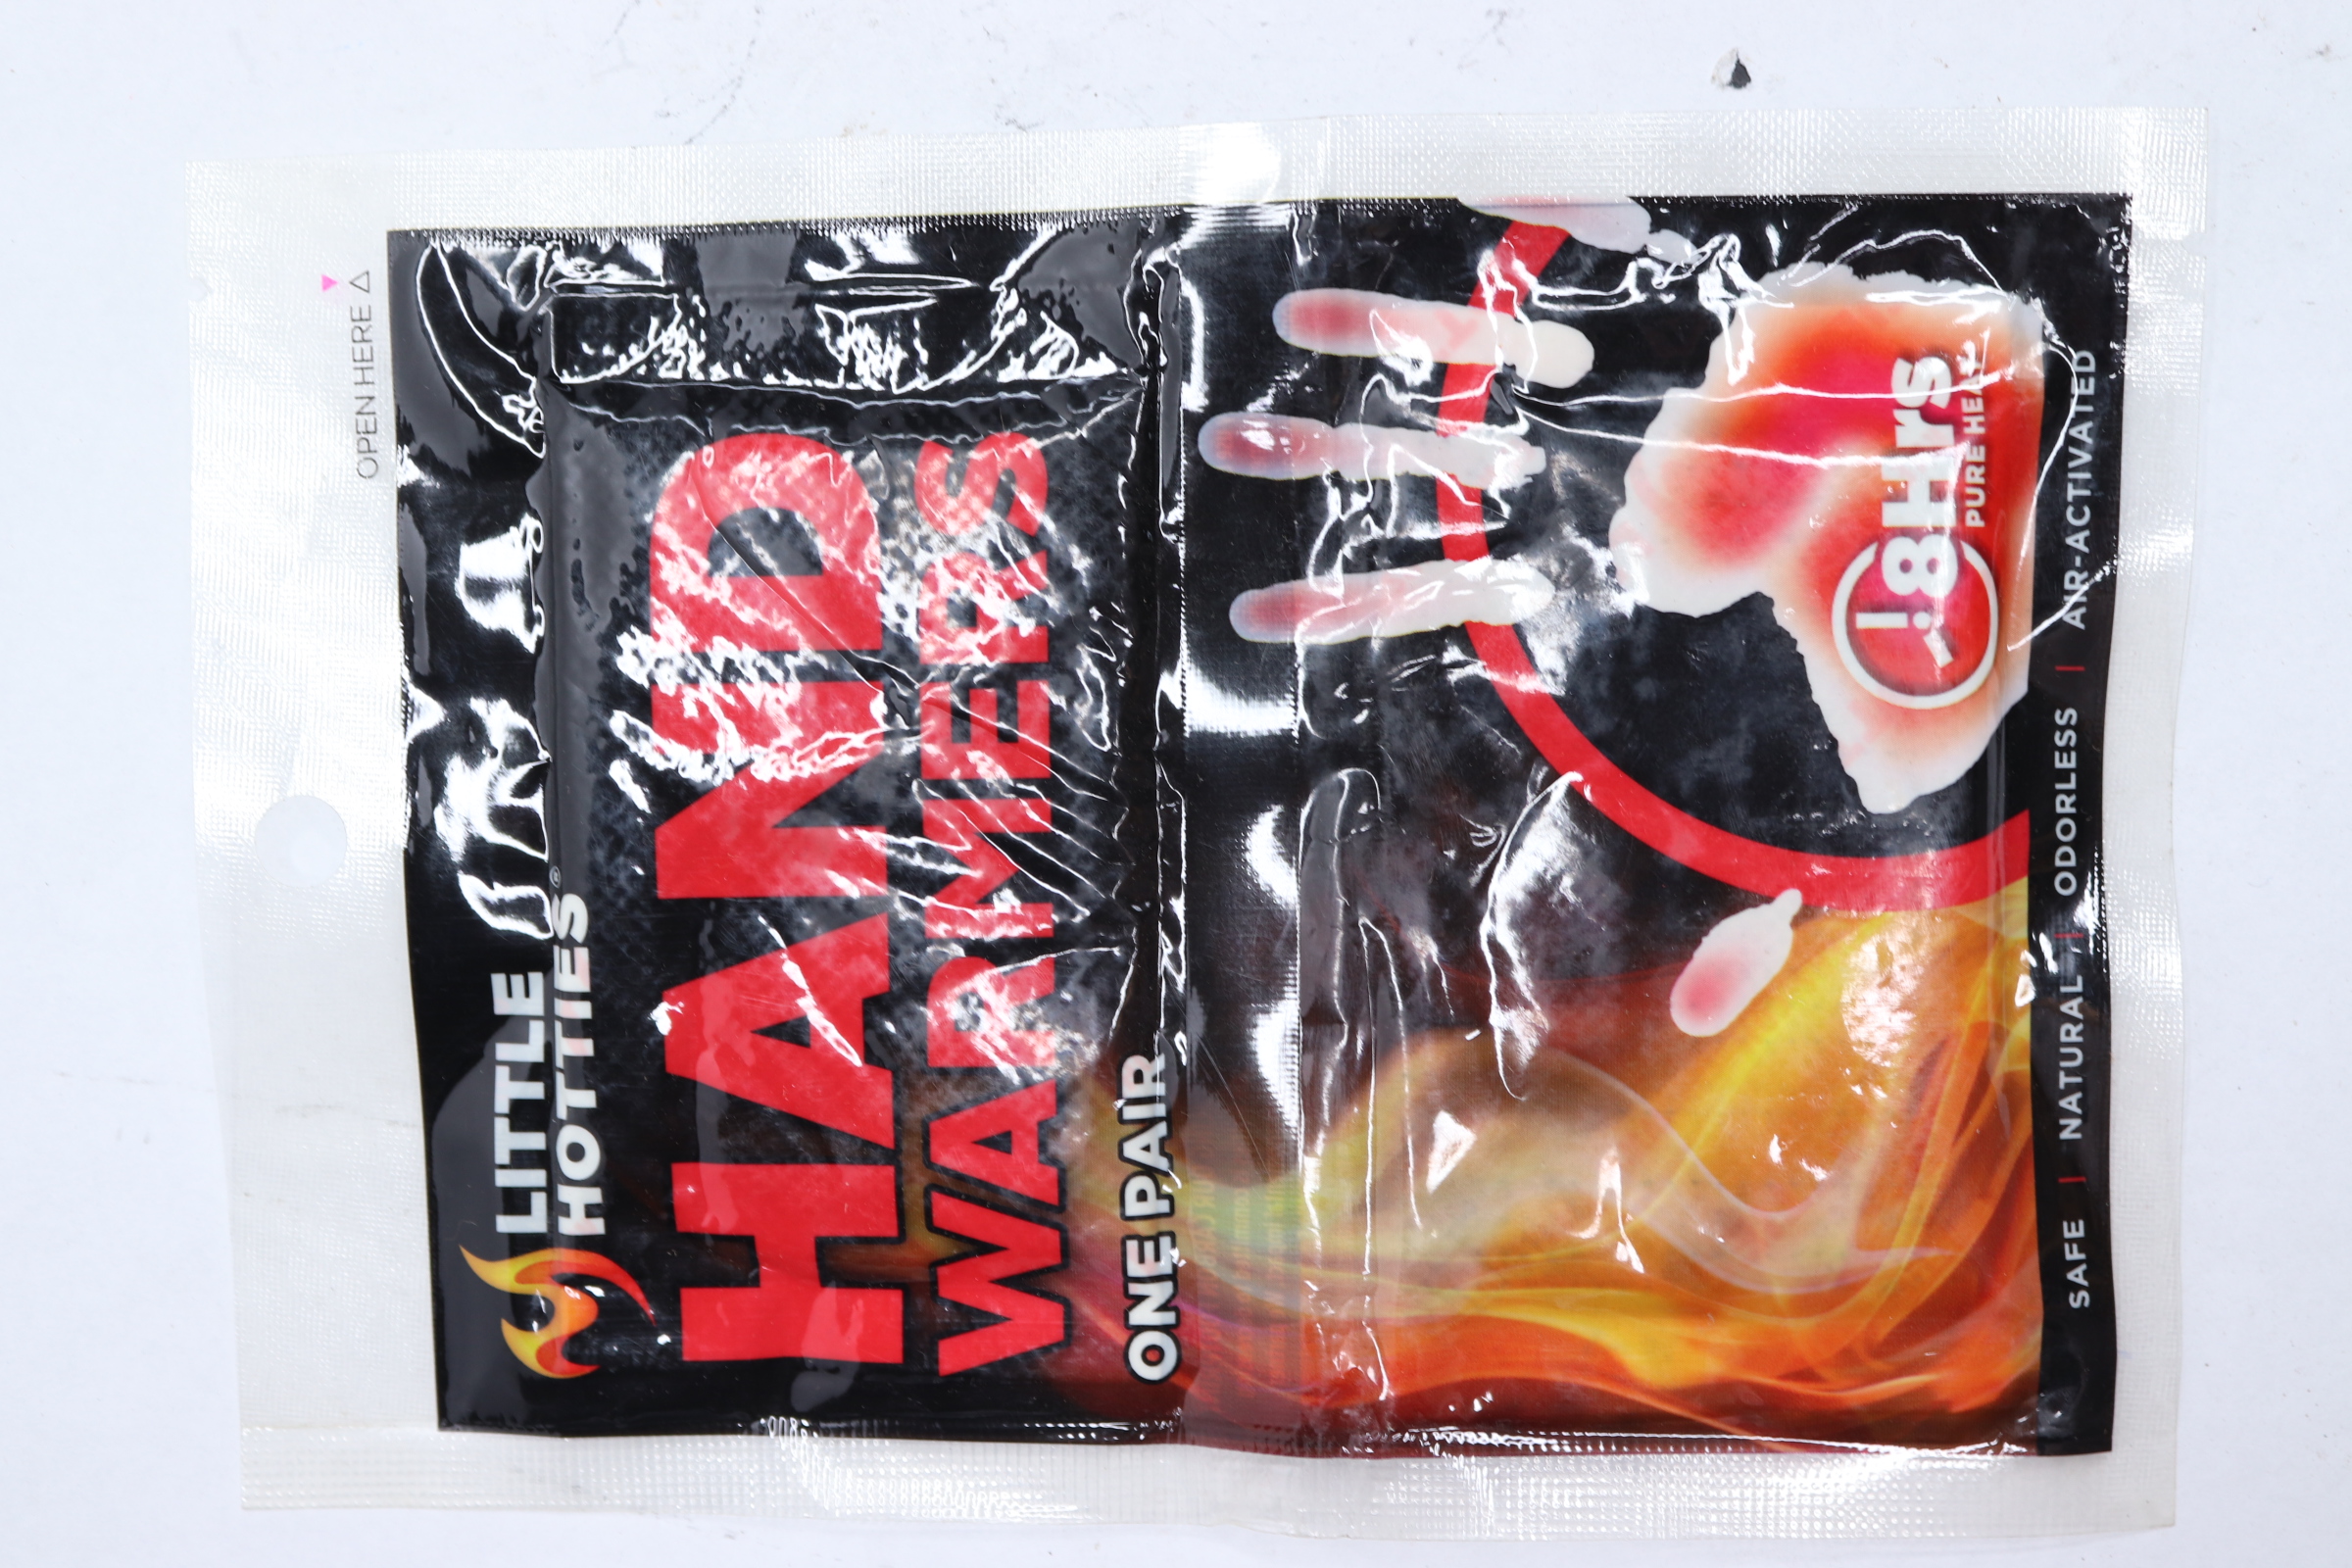 OPEN HERE △
LITTLE
HOTTIES®
HAND
WARMERS
ONE PAIR
8Hrs
PURE HEAT
SAFE | NATURAL | ODORLESS | AIR-ACTIVATED